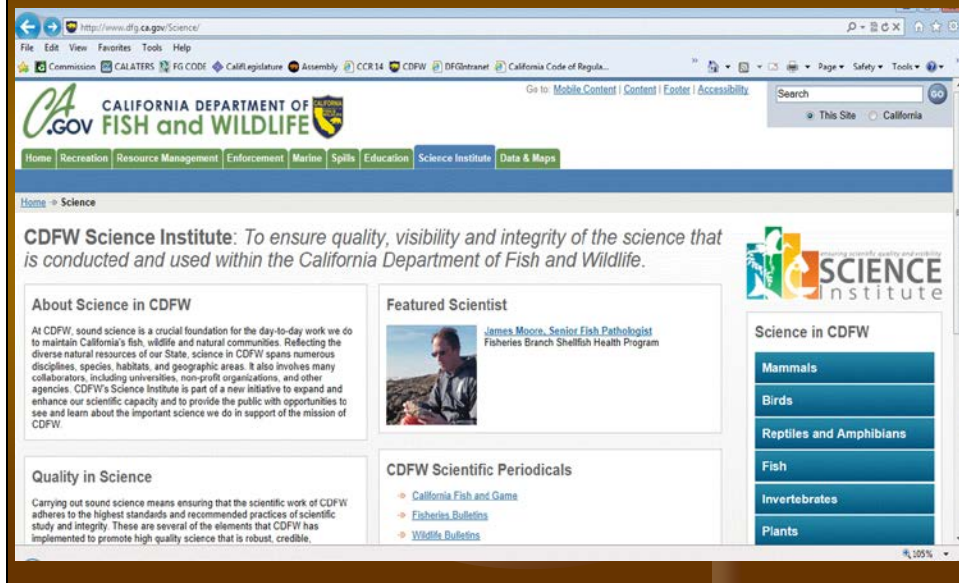 http://www.dfg.ca.gov/Science/
File Edit View Favorites Tools Help
Commission CALATERS FG CODE CalifLegislature Assembly CCR 14 CDFW DFGIntranet California Code of Regula... Page Safety Tools
Go to: Mobile Content | Content | Footer | Accessibility
Search GO
This Site California
CA.GOV CALIFORNIA DEPARTMENT OF
FISH and WILDLIFE
Home Recreation Resource Management Enforcement Marine Spills Education Science Institute Data & Maps
Home Science
CDFW Science Institute: To ensure quality, visibility and integrity of the science that
is conducted and used within the California Department of Fish and Wildlife.
About Science in CDFW
At CDFW, sound science is a crucial foundation for the day-to-day work we do
to maintain California's fish, wildlife and natural communities. Reflecting the
diverse natural resources of our State, science in CDFW spans numerous
disciplines, species, habitats, and geographic areas. It also involves many
collaborators, including universities, non-profit organizations, and other
agencies. CDFW's Science Institute is part of a new initiative to expand and
enhance our scientific capacity and to provide the public with opportunities to
see and learn about the important science we do in support of the mission of
CDFW.
Quality in Science
Carrying out sound science means ensuring that the scientific work of CDFW
adheres to the highest standards and recommended practices of scientific
study and integrity. These are several of the elements that CDFW has
implemented to promote high quality science that is robust, credible,
Featured Scientist
James Moore, Senior Fish Pathologist
Fisheries Branch Shellfish Health Program
CDFW Scientific Periodicals
California Fish and Game
Fisheries Bulletins
Wildlife Bulletins
ensuring scientific quality and visibility
SCIENCE
Institute
Science in CDFW
Mammals
Birds
Reptiles and Amphibians
Fish
Invertebrates
Plants
105%